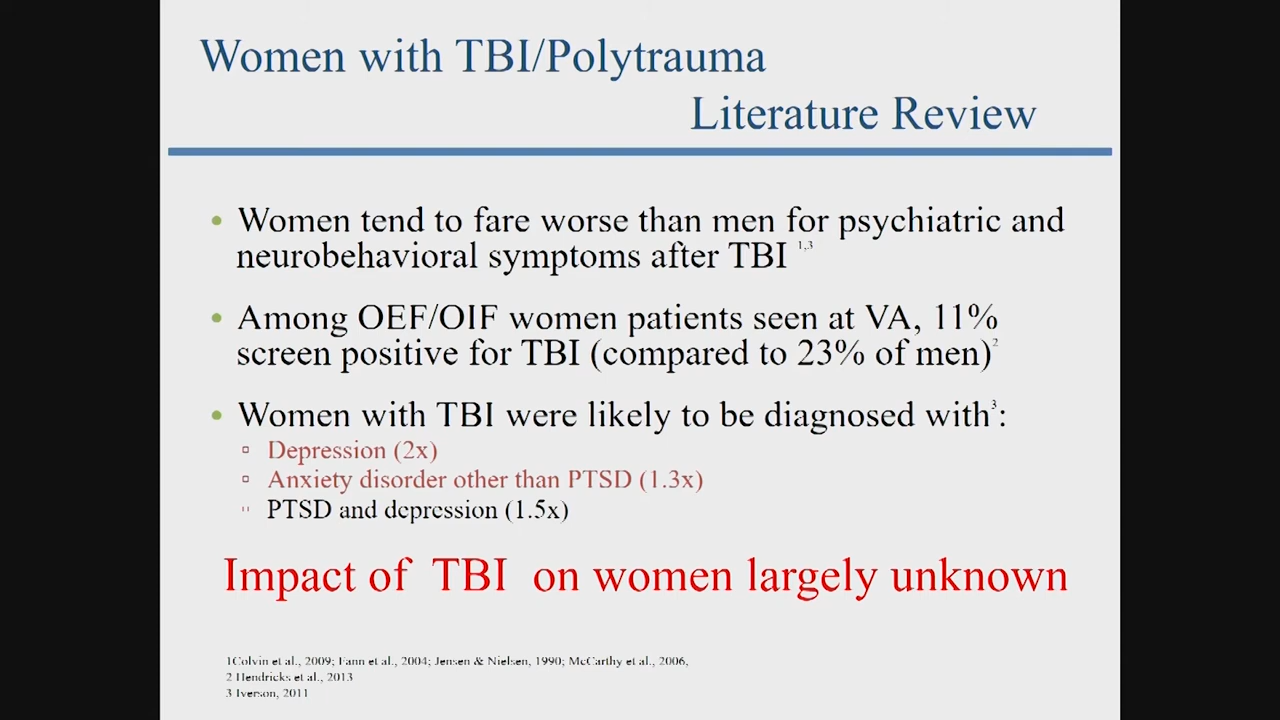 Women with TBI/Polytrauma
Literature Review
• Women tend to fare worse than men for psychiatric and
neurobehavioral symptoms after TBI 1,3
• Among OEF/OIF women patients seen at VA, 11%
screen positive for TBI (compared to 23% of men)2
• Women with TBI were likely to be diagnosed with3:
▫ Depression (2x)
▫ Anxiety disorder other than PTSD (1.3x)
▫ PTSD and depression (1.5x)
Impact of TBI on women largely unknown
1Colvin et al., 2009; Fann et al., 2004; Jensen & Nielsen, 1990; McCarthy et al., 2006,
2 Hendricks et al., 2013
3 Iverson, 2011